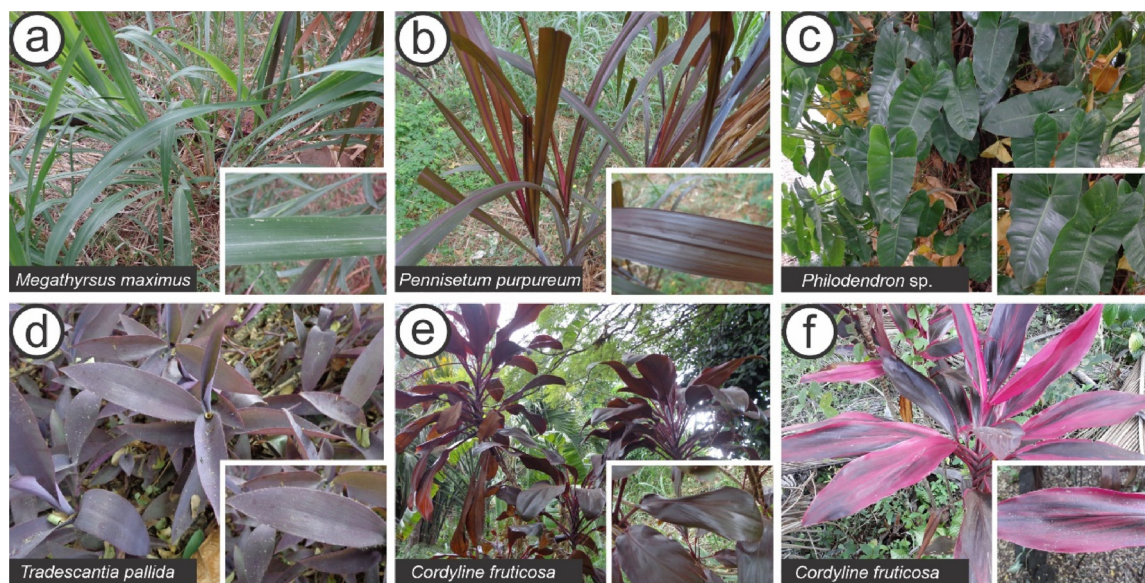 a
b
c
Megathyrsus maximus
Pennisetum purpureum
Philodendron sp.
d
e
f
Tradescantia pallida
Cordyline fruticosa
Cordyline fruticosa